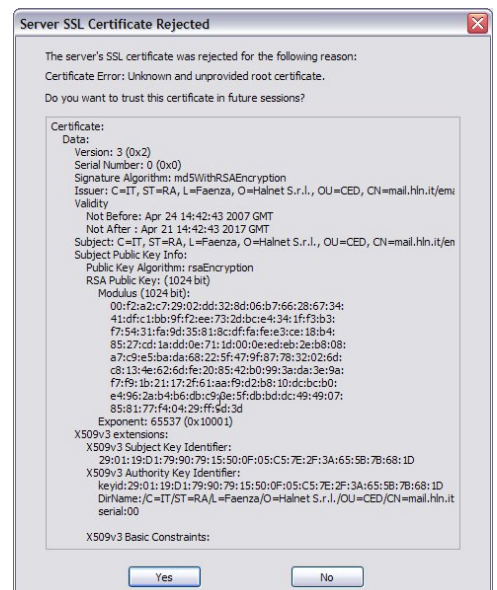 Server SSL Certificate Rejected
The server's SSL certificate was rejected for the following reason:
Certificate Error: Unknown and unprovided root certificate.
Do you want to trust this certificate in future sessions?
Certificate:
Data:
Version: 3 (0x2)
Serial Number: 0 (0x0)
Signature Algorithm: md5WithRSAEncryption
Issuer: C=IT, ST=RA, L=Faenza, O=Halnet S.r.l., OU=CED, CN=mail.hln.it/ema
Validity
Not Before: Apr 24 14:42:43 2007 GMT
Not After : Apr 21 14:42:43 2017 GMT
Subject: C=IT, ST=RA, L=Faenza, O=Halnet S.r.l., OU=CED, CN=mail.hln.it/en
Subject Public Key Info:
Public Key Algorithm: rsaEncryption
RSA Public Key: (1024 bit)
Modulus (1024 bit):
00:f2:a2:c7:29:02:dd:32:8d:06:b7:66:28:67:34:
41:df:c1:bb:9f:f2:ee:73:2d:bc:e4:34:1f:f3:b3:
f7:54:31:fa:9d:35:81:8c:df:fa:fe:e3:ce:18:b4:
85:27:cd:1a:dd:0e:71:1d:00:0e:ed:eb:2e:b8:08:
a7:c9:e5:ba:da:68:22:5f:47:9f:87:78:32:02:6d:
c8:13:4e:62:6d:fe:20:85:42:b0:99:3a:da:3e:9a:
f7:f9:1b:21:17:2f:61:aa:f9:d2:b8:10:dc:bc:b0:
e4:96:2a:b4:b6:db:c9:0e:5f:db:bd:dc:49:49:07:
85:81:77:f4:04:29:ff:9d:3d
Exponent: 65537 (0x10001)
X509v3 extensions:
X509v3 Subject Key Identifier:
29:01:19:D1:79:90:79:15:50:0F:05:C5:7E:2F:3A:65:5B:7B:68:1D
X509v3 Authority Key Identifier:
keyid:29:01:19:D1:79:90:79:15:50:0F:05:C5:7E:2F:3A:65:5B:7B:68:1D
DirName:/C=IT/ST=RA/L=Faenza/O=Halnet S.r.l./OU=CED/CN=mail.hln.it
serial:00
X509v3 Basic Constraints:
Yes No